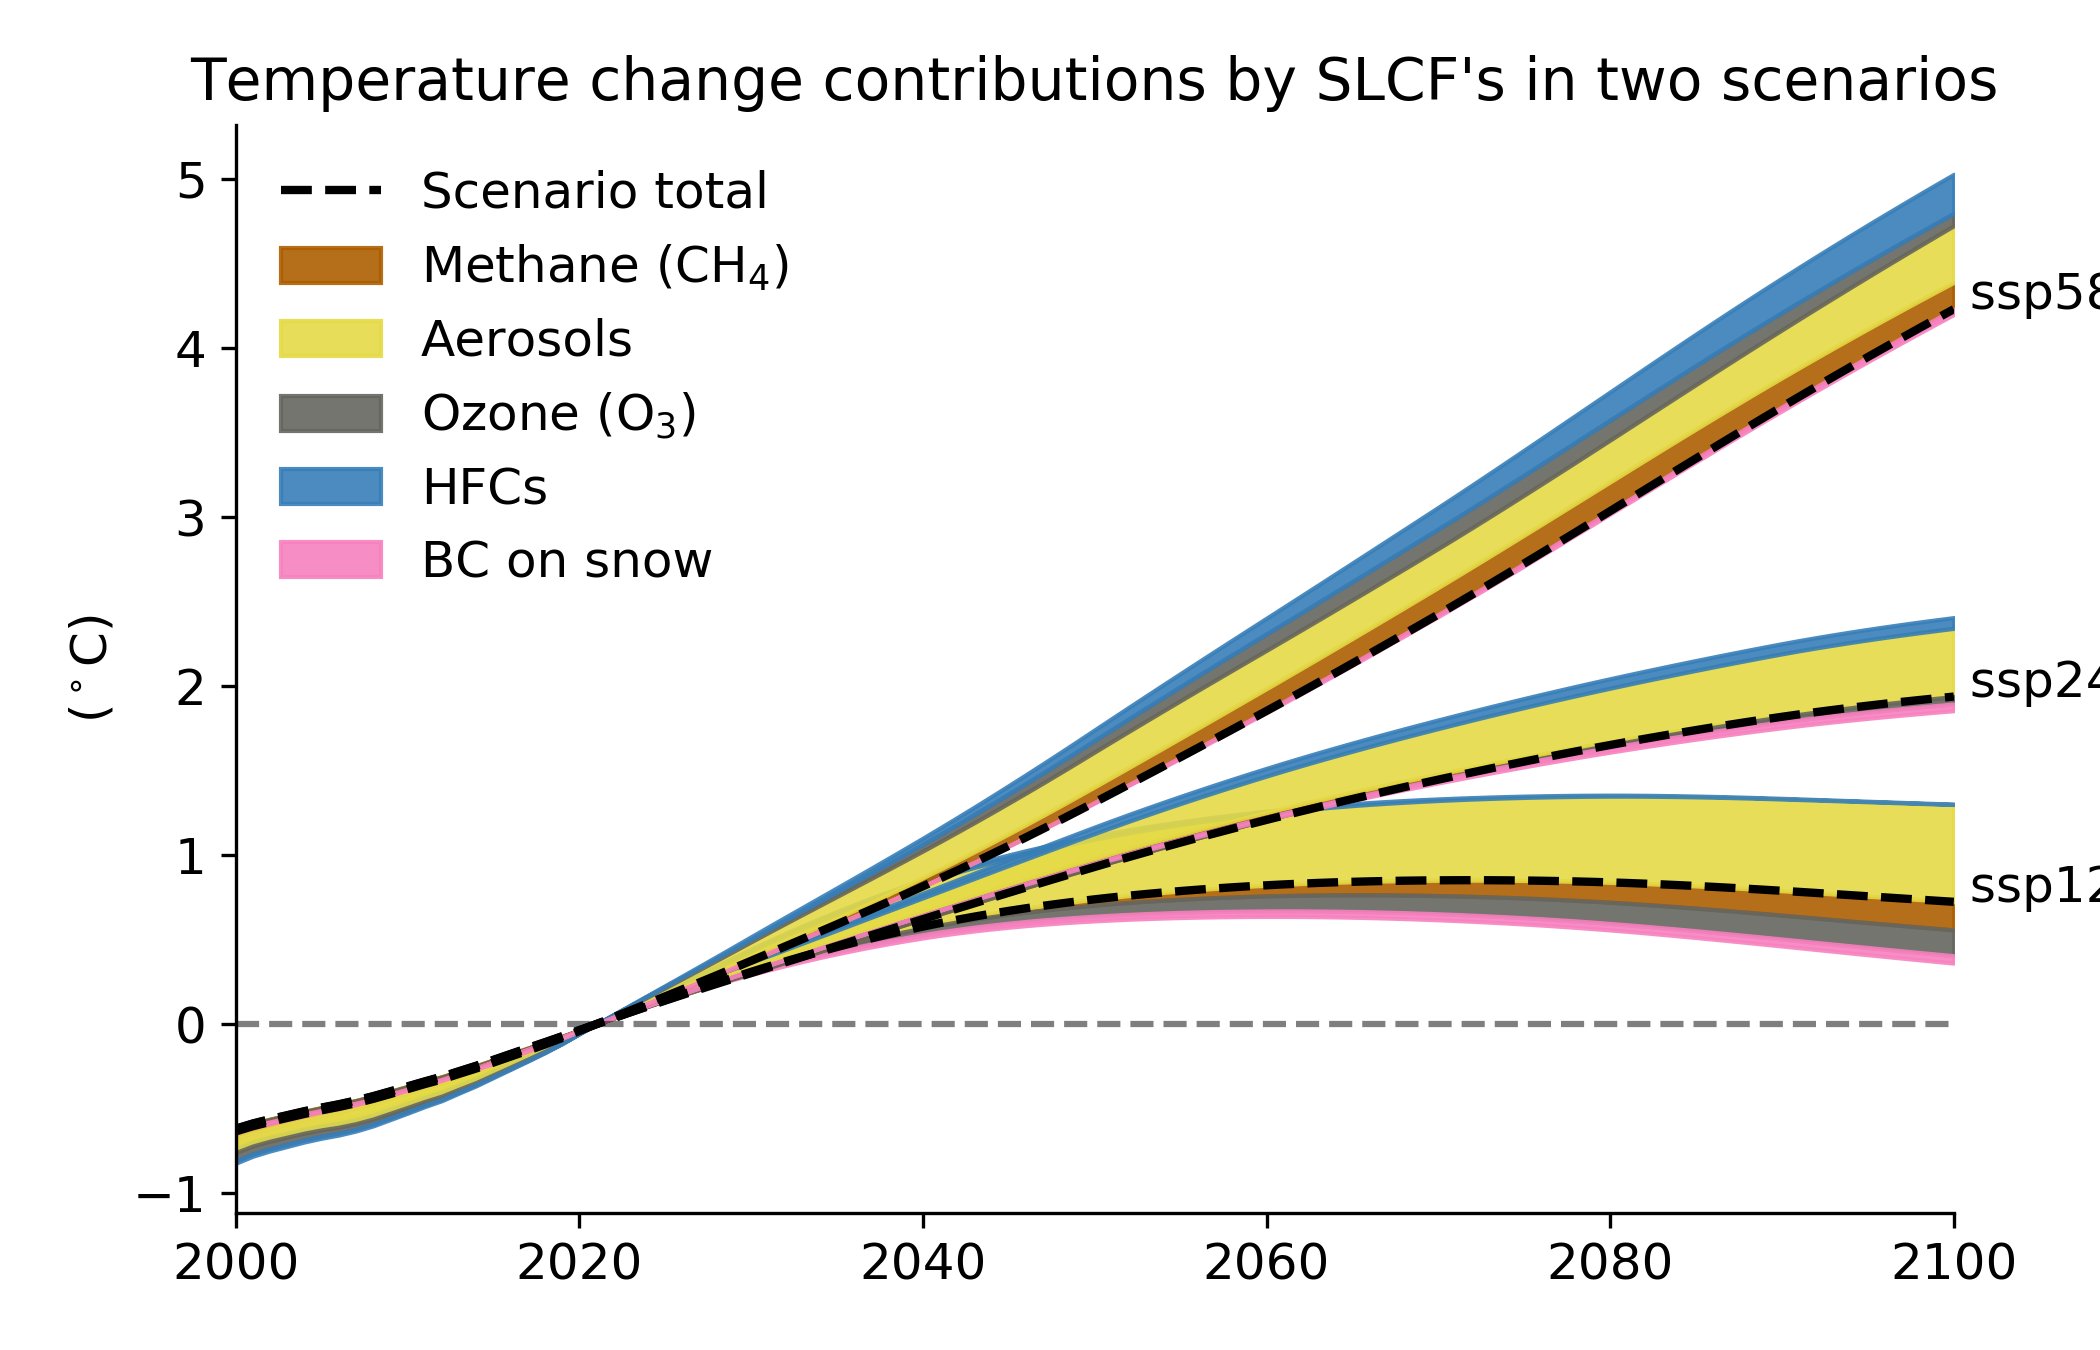 Temperature change contributions by SLCF's in two scenarios
Scenario total
Methane (CH₄)
Aerosols
Ozone (O₃)
HFCs
BC on snow
(°C)
5
4
3
2
1
0
−1
2000
2020
2040
2060
2080
2100
ssp58
ssp24
ssp12